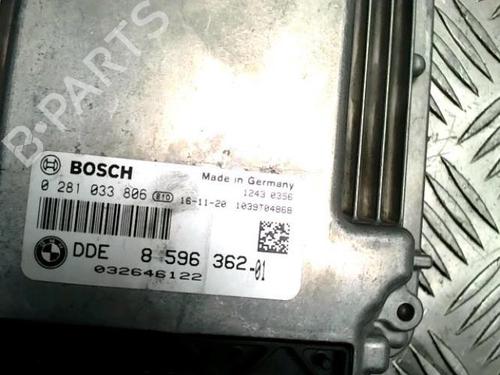 B-PARTS
BOSCH
Made in Germany
0 281 033 806 BTD 16-11-20 1243 0356
1039T04868
DDE 8 596 362-01
032646122